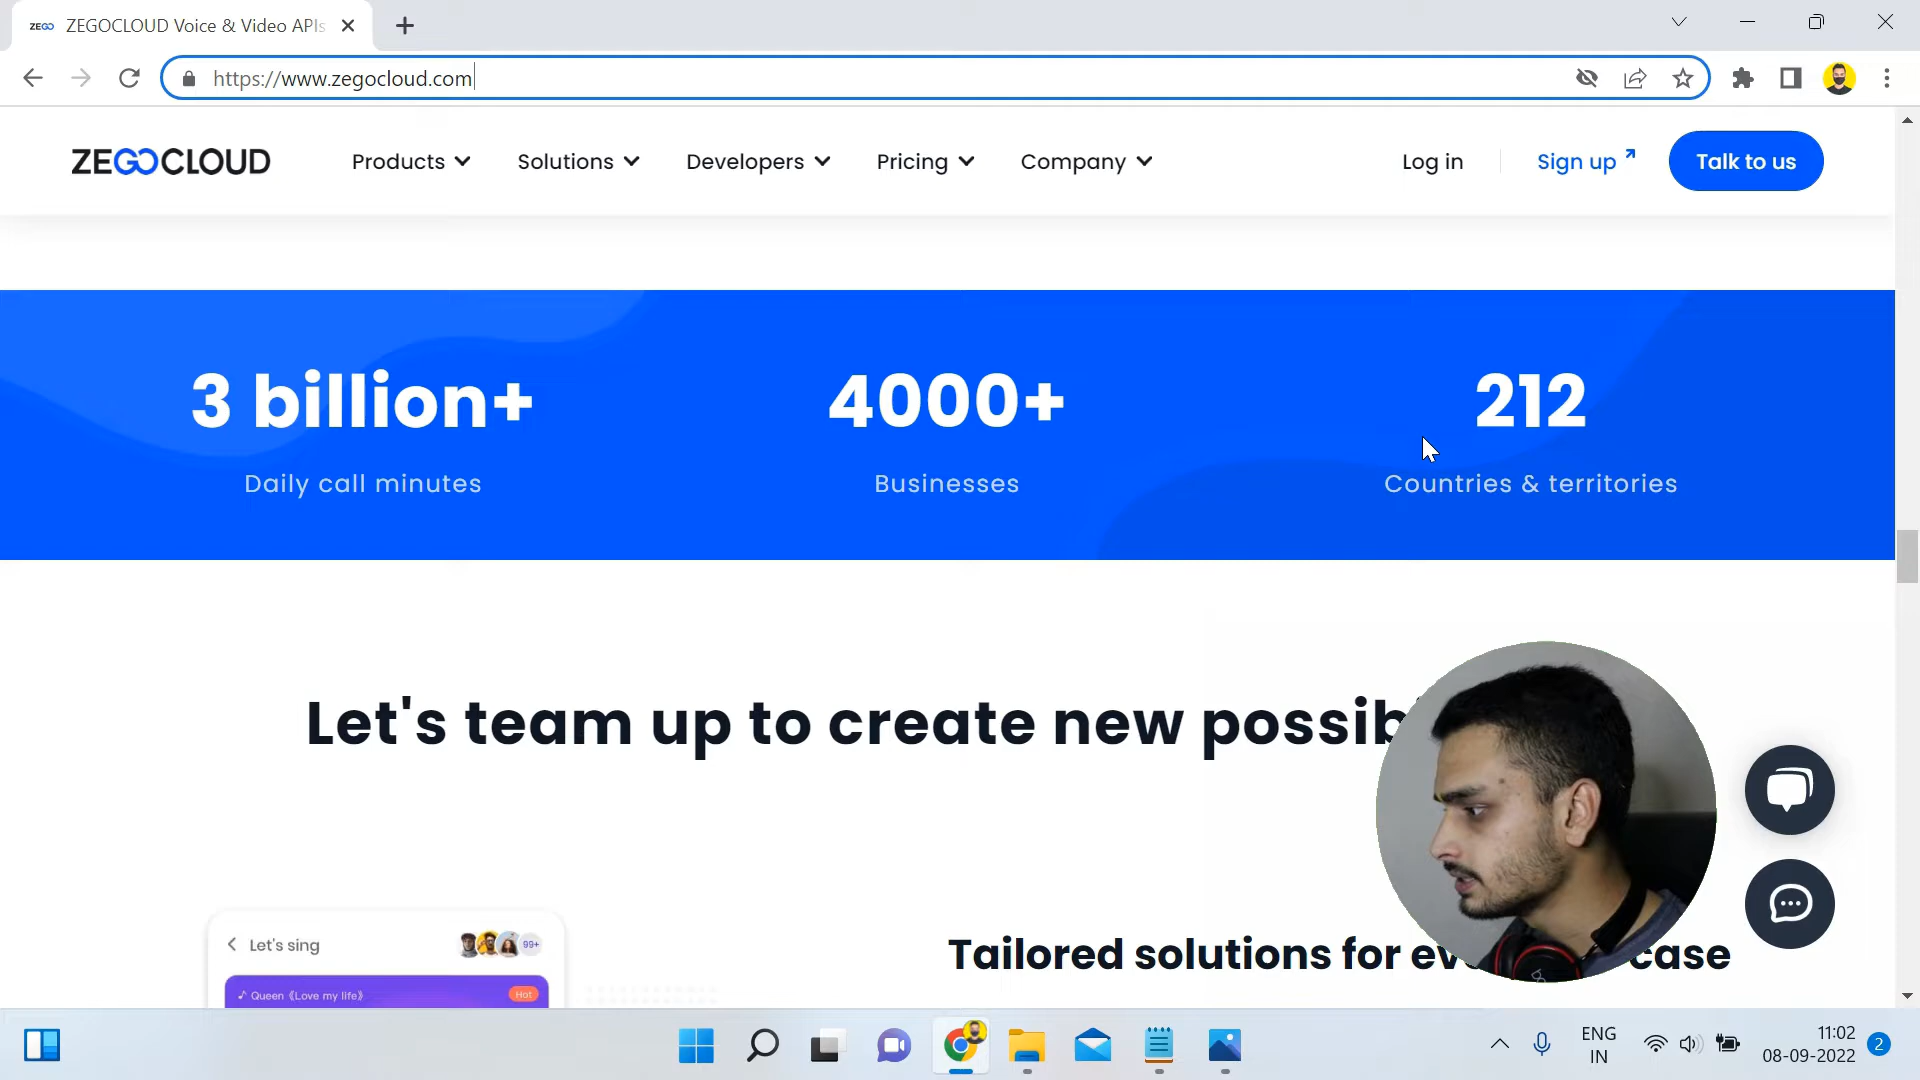 ZEGO ZEGOCLOUD Voice & Video APIs
https://www.zegocloud.com
ZEGOCLOUD Products Solutions Developers Pricing Company Log in Sign up Talk to us
3 billion+ 4000+ 212
Daily call minutes Businesses Countries & territories
Let's team up to create new possib
Let's sing 99+
Tailored solutions for ev case
Queen 《Love my life》 Hot
ENG 11:02
IN 08-09-2022 2